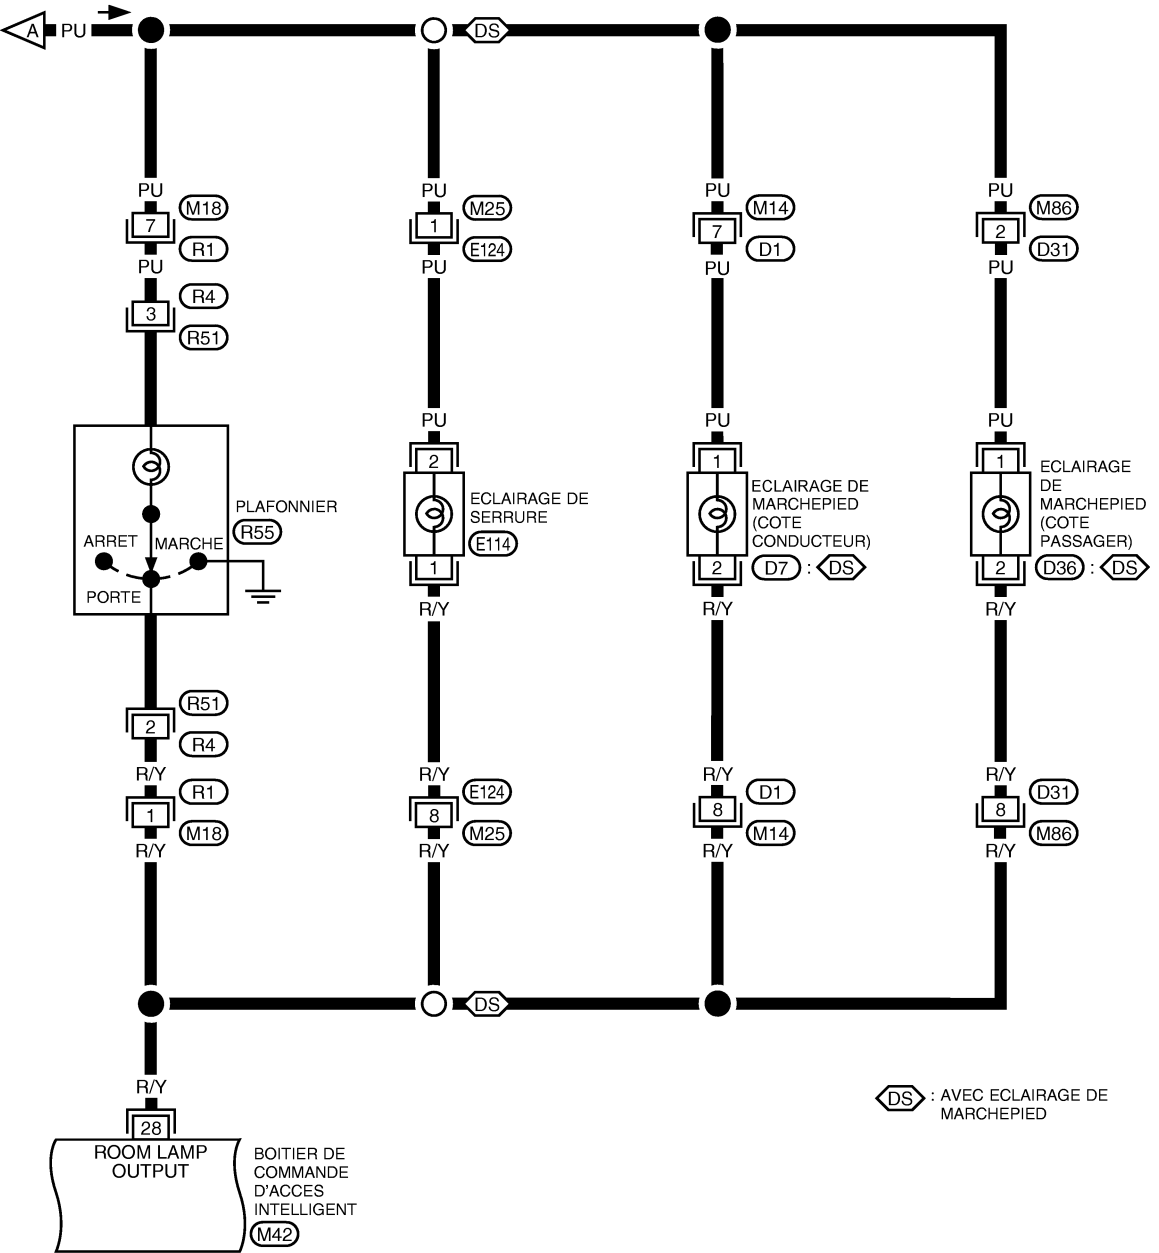 A PU DS
PU PU PU PU
7 M18 1 M25 7 M14 2 M86
R1 E124 D1 D31
PU PU PU PU
3 R4
R51
PU PU PU
2 1 1
PLAFONNIER
R55
ARRET MARCHE
PORTE
ECLAIRAGE DE
SERRURE
E114
1
ECLAIRAGE DE
MARCHEPIED
(COTE
CONDUCTEUR)
2 D7 : DS
ECLAIRAGE
DE
MARCHEPIED
(COTE
PASSAGER)
2 D36 : DS
R/Y R/Y R/Y
R51
2
R4
R/Y R/Y R/Y R/Y
R1 E124 D1 D31
1 8 8 8
M18 M25 M14 M86
R/Y R/Y R/Y R/Y
DS
R/Y
28
ROOM LAMP
OUTPUT
BOITIER DE
COMMANDE
D'ACCES
INTELLIGENT
M42
DS : AVEC ECLAIRAGE DE
MARCHEPIED